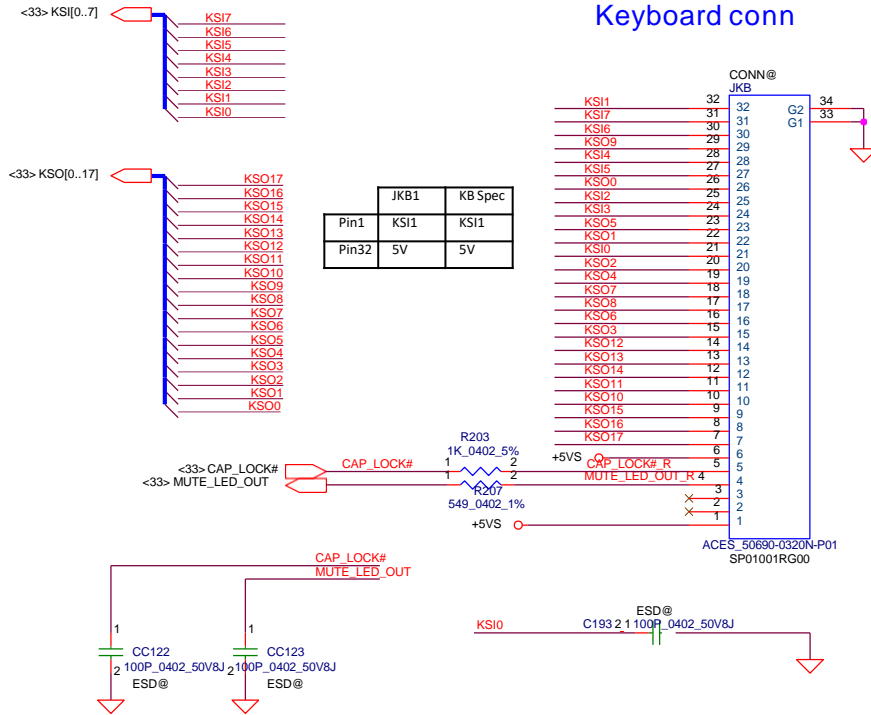 Keyboard conn
<33> KSI[0..7]
KSI7
KSI6
KSI5
KSI4
KSI3
KSI2
KSI1
KSI0
<33> KSO[0..17]
KSO17
KSO16
KSO15
KSO14
KSO13
KSO12
KSO11
KSO10
KSO9
KSO8
KSO7
KSO6
KSO5
KSO4
KSO3
KSO2
KSO1
KSO0
JKB1 KB Spec
Pin1 KSI1 KSI1
Pin32 5V 5V
CONN@
JKB
KSI1 32 32
KSI7 31 31
KSI6 30 30
KSO9 29 29
KSI4 28 28
KSI5 27 27
KSO0 26 26
KSI2 25 25
KSI3 24 24
KSO5 23 23
KSO1 22 22
KSI0 21 21
KSO2 20 20
KSO4 19 19
KSO7 18 18
KSO8 17 17
KSO6 16 16
KSO3 15 15
KSO12 14 14
KSO13 13 13
KSO14 12 12
KSO11 11 11
KSO10 10 10
KSO15 9 9
KSO16 8 8
KSO17 7 7
+5VS 6 6
CAP_LOCK#_R 5 5
MUTE_LED_OUT_R 4 4
3 3
2 2
+5VS 1 1
G2 34
G1 33
ACES_50690-0320N-P01
SP01001RG00
R203
1K_0402_5%
<33> CAP_LOCK# CAP_LOCK# 1 2
<33> MUTE_LED_OUT 1 2
R207
549_0402_1%
CAP_LOCK#
MUTE_LED_OUT
1
2
CC122
100P_0402_50V8J
ESD@
1
2
CC123
100P_0402_50V8J
ESD@
ESD@
KSI0 C193 2 1 100P_0402_50V8J